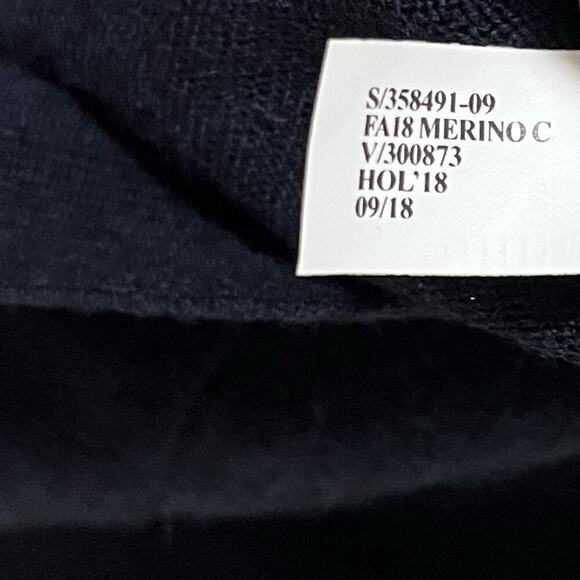 S/358491-09
FA18 MERINO C
V/300873
HOL'18
09/18